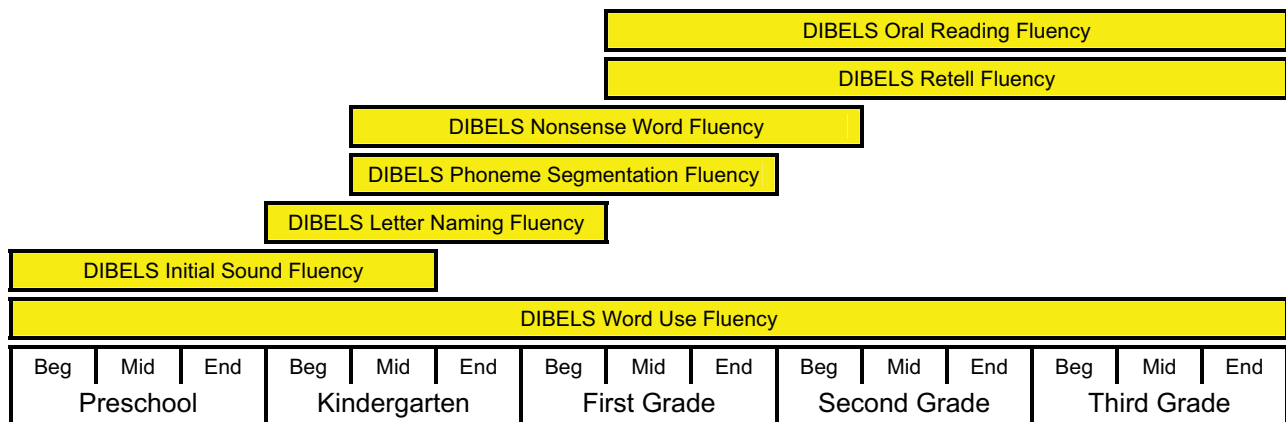 DIBELS Oral Reading Fluency
DIBELS Retell Fluency
DIBELS Nonsense Word Fluency
DIBELS Phoneme Segmentation Fluency
DIBELS Letter Naming Fluency
DIBELS Initial Sound Fluency
DIBELS Word Use Fluency
Beg Mid End Beg Mid End Beg Mid End Beg Mid End Beg Mid End
Preschool Kindergarten First Grade Second Grade Third Grade